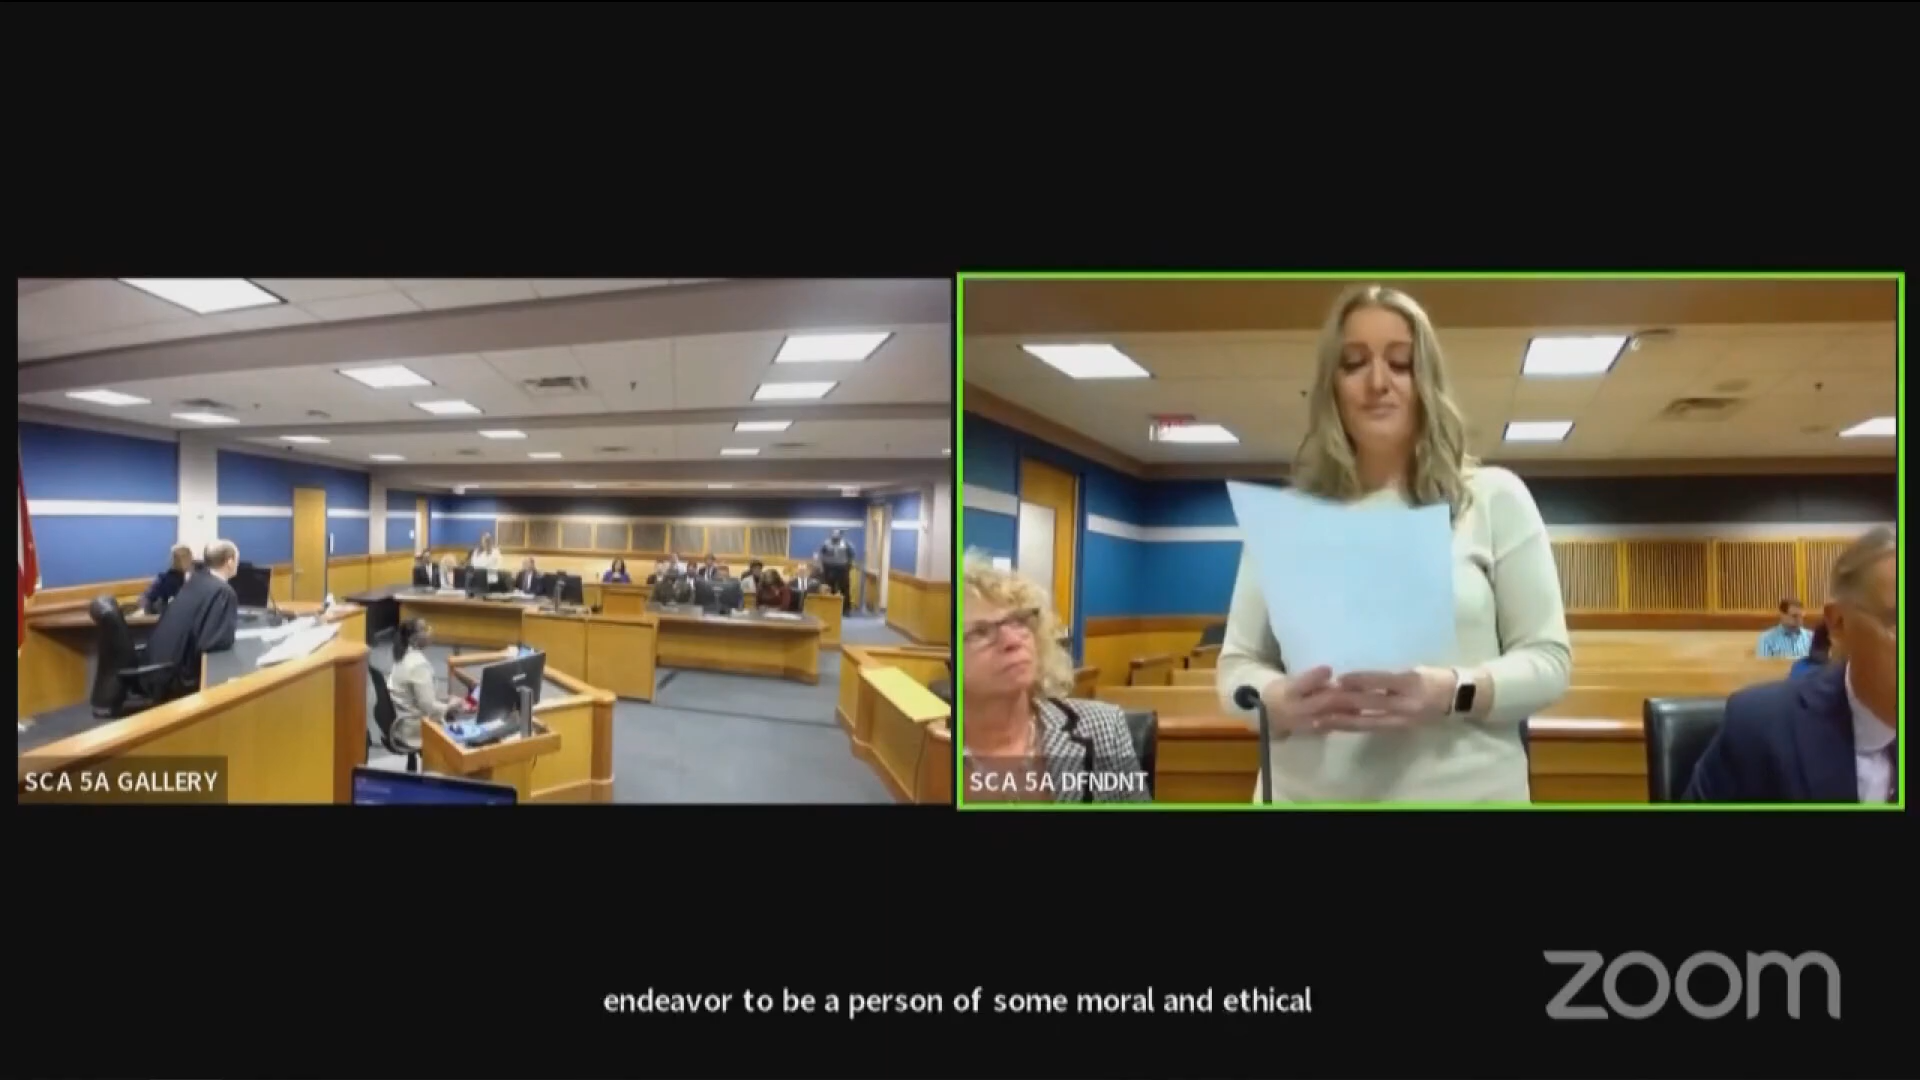 SCA 5A GALLERY
SCA 5A DFNDNT
endeavor to be a person of some moral and ethical
zoom